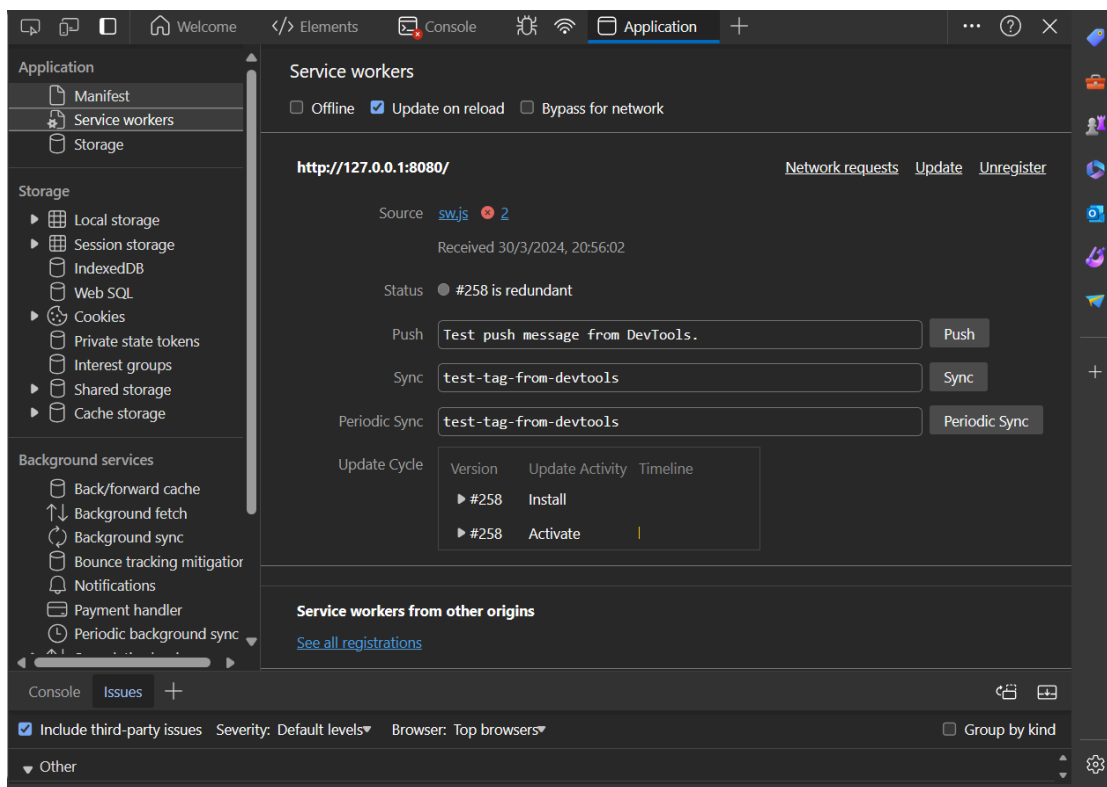 Welcome
</> Elements
Console
Application
Application
Manifest
Service workers
Storage
Storage
Local storage
Session storage
IndexedDB
Web SQL
Cookies
Private state tokens
Interest groups
Shared storage
Cache storage
Background services
Back/forward cache
Background fetch
Background sync
Bounce tracking mitigation
Notifications
Payment handler
Periodic background sync
Service workers
Offline Update on reload Bypass for network
http://127.0.0.1:8080/ Network requests Update Unregister
Source sw.js 2
Received 30/3/2024, 20:56:02
Status #258 is redundant
Push Test push message from DevTools. Push
Sync test-tag-from-devtools Sync
Periodic Sync test-tag-from-devtools Periodic Sync
Update Cycle Version Update Activity Timeline
#258 Install
#258 Activate
Service workers from other origins
See all registrations
Console Issues
Include third-party issues Severity: Default levels Browser: Top browsers Group by kind
Other